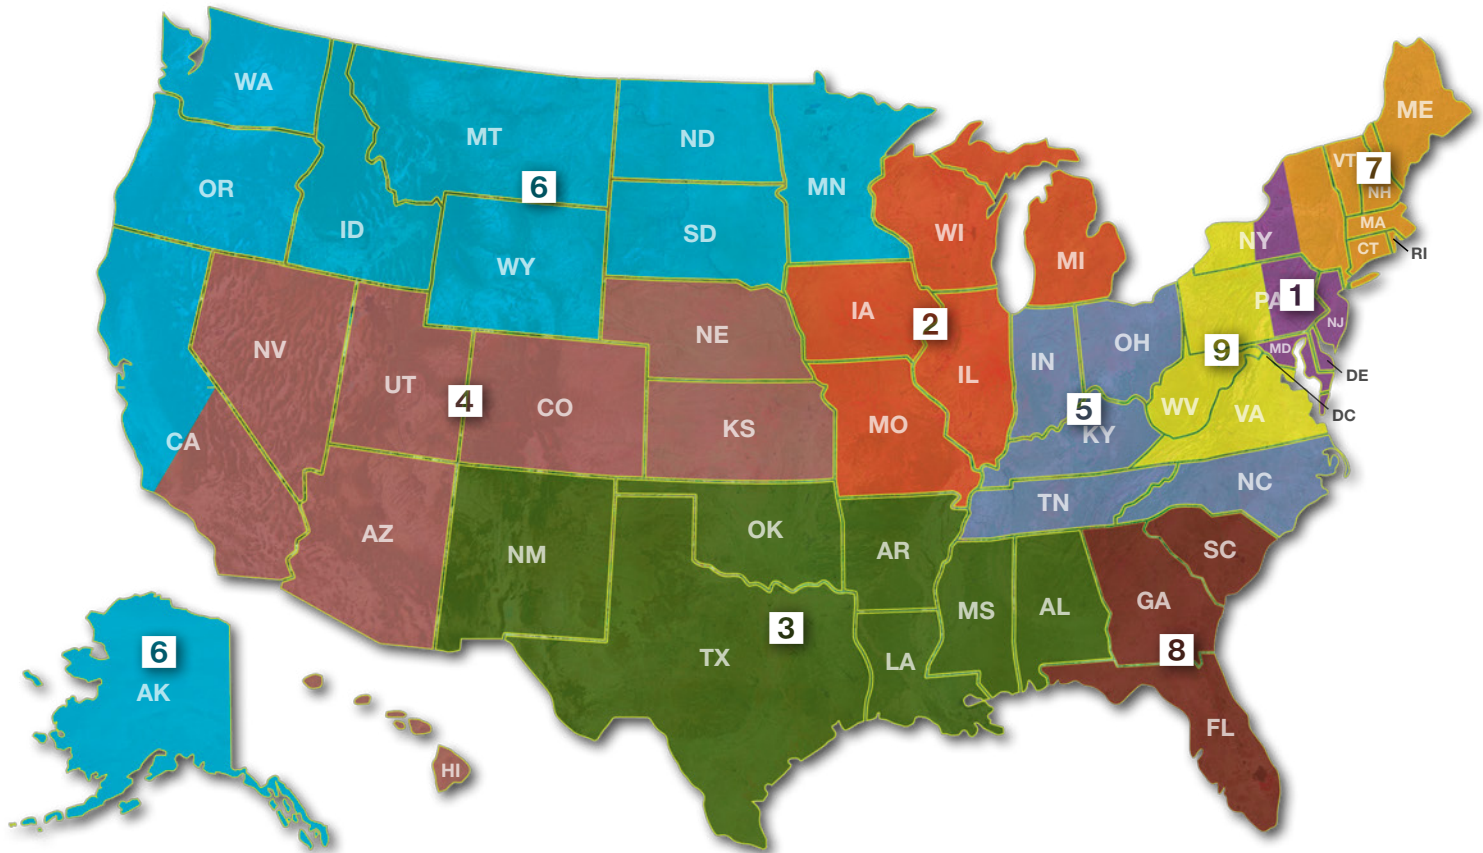 WA
MT
ND
MN
OR
ID
6
SD
WY
WI
MI
ME
VT
7
NH
MA
CT
RI
NY
PA
1
NJ
NV
UT
4
CO
NE
IA
2
IL
IN
OH
9
MD
DE
DC
CA
KS
MO
5
KY
WV
VA
AZ
NM
OK
AR
TN
NC
SC
TX
3
LA
MS
AL
GA
8
FL
6
AK
HI